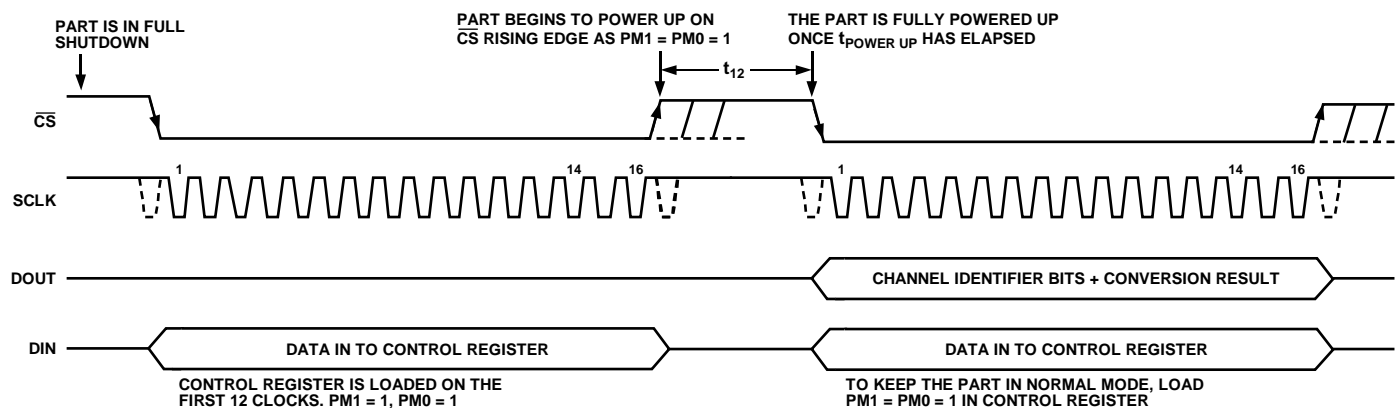 PART IS IN FULL
SHUTDOWN
PART BEGINS TO POWER UP ON
CS RISING EDGE AS PM1 = PM0 = 1
THE PART IS FULLY POWERED UP
ONCE tPOWER UP HAS ELAPSED
t12
CS
SCLK
1
14
16
1
14
16
DOUT
CHANNEL IDENTIFIER BITS + CONVERSION RESULT
DIN
DATA IN TO CONTROL REGISTER
DATA IN TO CONTROL REGISTER
CONTROL REGISTER IS LOADED ON THE
FIRST 12 CLOCKS. PM1 = 1, PM0 = 1
TO KEEP THE PART IN NORMAL MODE, LOAD
PM1 = PM0 = 1 IN CONTROL REGISTER